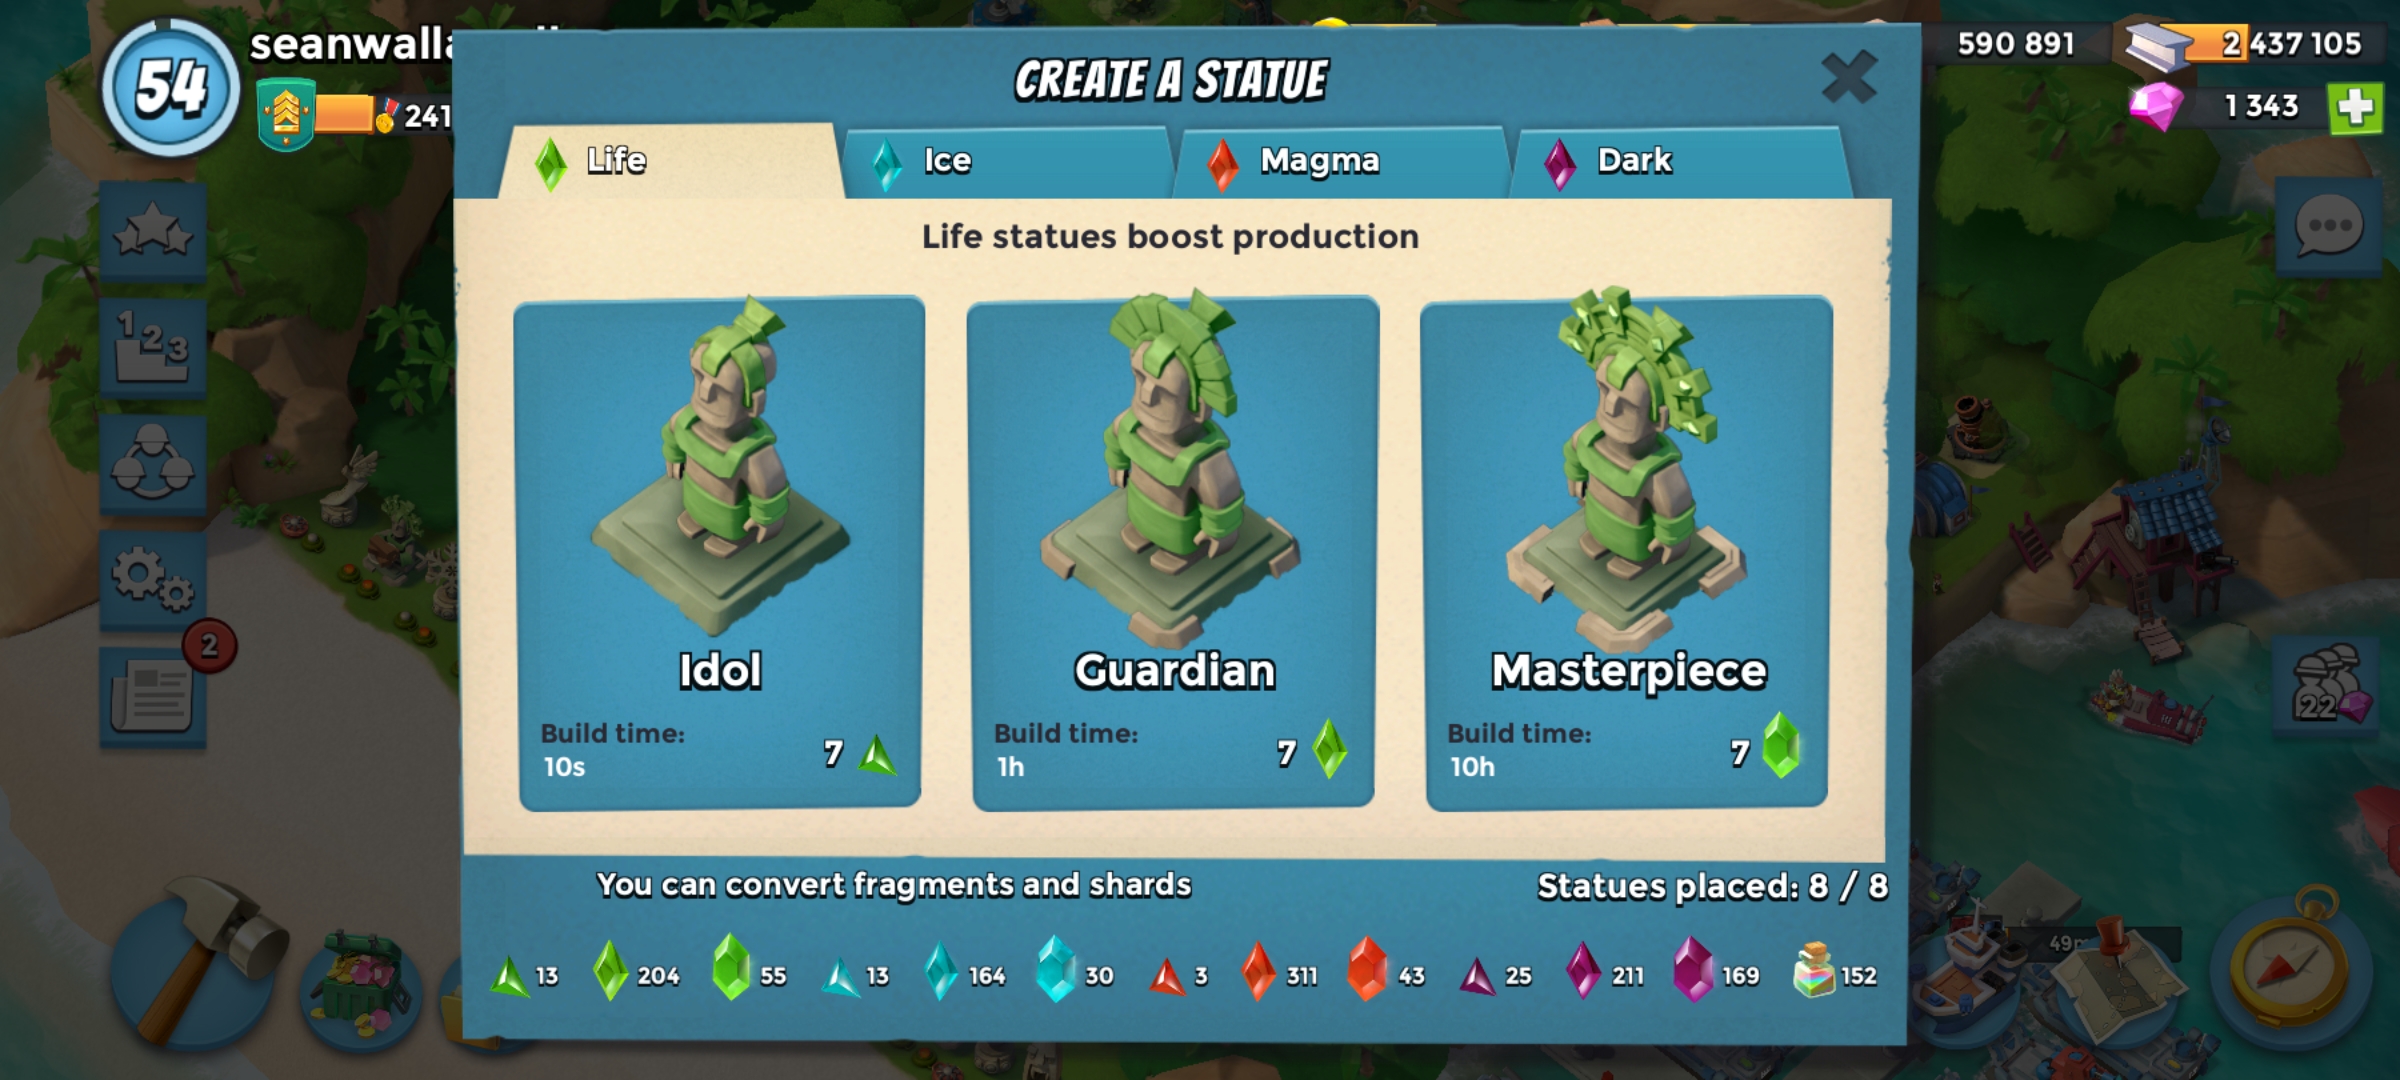 54
241
CREATE A STATUE
590 891
2 437 105
1 343
Life
Ice
Magma
Dark
Life statues boost production
1 2 3
2
Idol
Build time:
10s
7
Guardian
Build time:
1h
7
Masterpiece
Build time:
10h
7
22
You can convert fragments and shards
Statues placed: 8 / 8
13
204
55
13
164
30
3
311
43
25
211
169
152